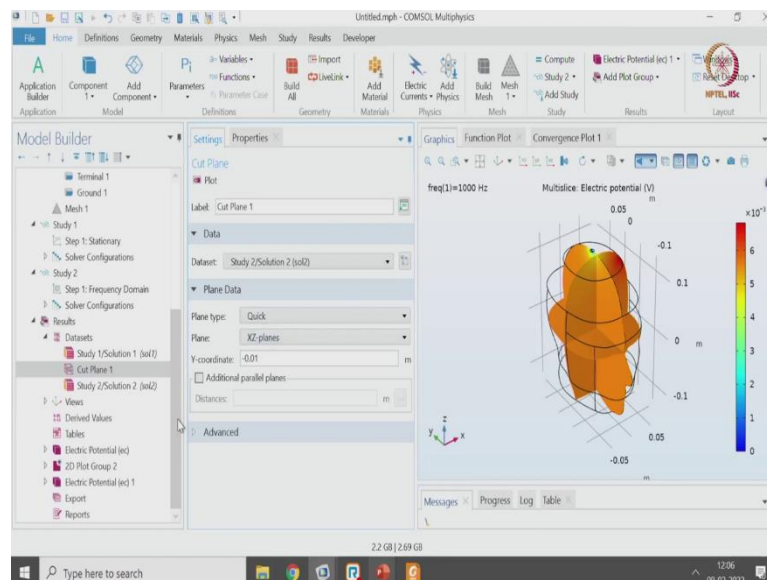 Untitled.mph - COMSOL Multiphysics
File Home Definitions Geometry Materials Physics Mesh Study Results Developer
Application Builder
Component 1
Add Component
Parameters
Variables
Functions
Parameter Case
Build All
Import
LiveLink
Add Material
Electric Currents
Add Physics
Build Mesh
Mesh 1
Compute
Study 2
Add Study
Electric Potential (ec) 1
Add Plot Group
Windows
Reset Desktop
NPTEL, IISc
Application Model Definitions Geometry Materials Physics Mesh Study Results Layout
Model Builder
Terminal 1
Ground 1
Mesh 1
Study 1
Step 1: Stationary
Solver Configurations
Study 2
Step 1: Frequency Domain
Solver Configurations
Results
Datasets
Study 1/Solution 1 (sol1)
Cut Plane 1
Study 2/Solution 2 (sol2)
Views
Derived Values
Tables
Electric Potential (ec)
2D Plot Group 2
Electric Potential (ec) 1
Export
Reports
Settings Properties
Cut Plane
Plot
Label: Cut Plane 1
Data
Dataset: Study 2/Solution 2 (sol2)
Plane Data
Plane type: Quick
Plane: XZ-planes
Y-coordinate: -0.01 m
Additional parallel planes
Distances: m
Advanced
Graphics Function Plot Convergence Plot 1
freq(1)=1000 Hz Multislice: Electric potential (V)
m
0.05
0
-0.1
0.1
0
m
-0.1
0.05
-0.05
m
z
y
x
6
5
4
3
2
1
0
Messages Progress Log Table
2.2 GB | 2.69 GB
Type here to search
12:06